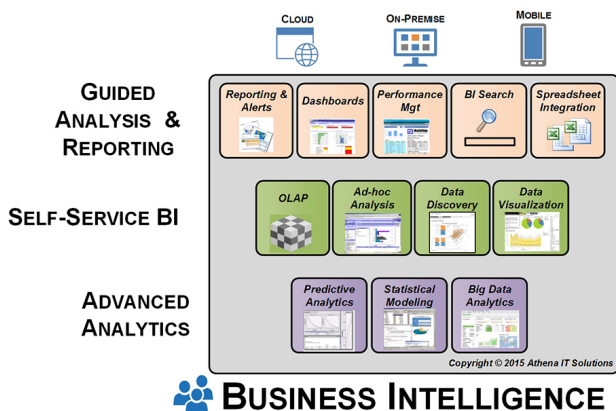 CLOUD
ON-PREMISE
MOBILE
GUIDED
ANALYSIS &
REPORTING
Reporting &
Alerts
Dashboards
Performance
Mgt
BI Search
Spreadsheet
Integration
SELF-SERVICE BI
OLAP
Ad-hoc
Analysis
Data
Discovery
Data
Visualization
ADVANCED
ANALYTICS
Predictive
Analytics
Statistical
Modeling
Big Data
Analytics
Copyright © 2015 Athena IT Solutions
BUSINESS INTELLIGENCE